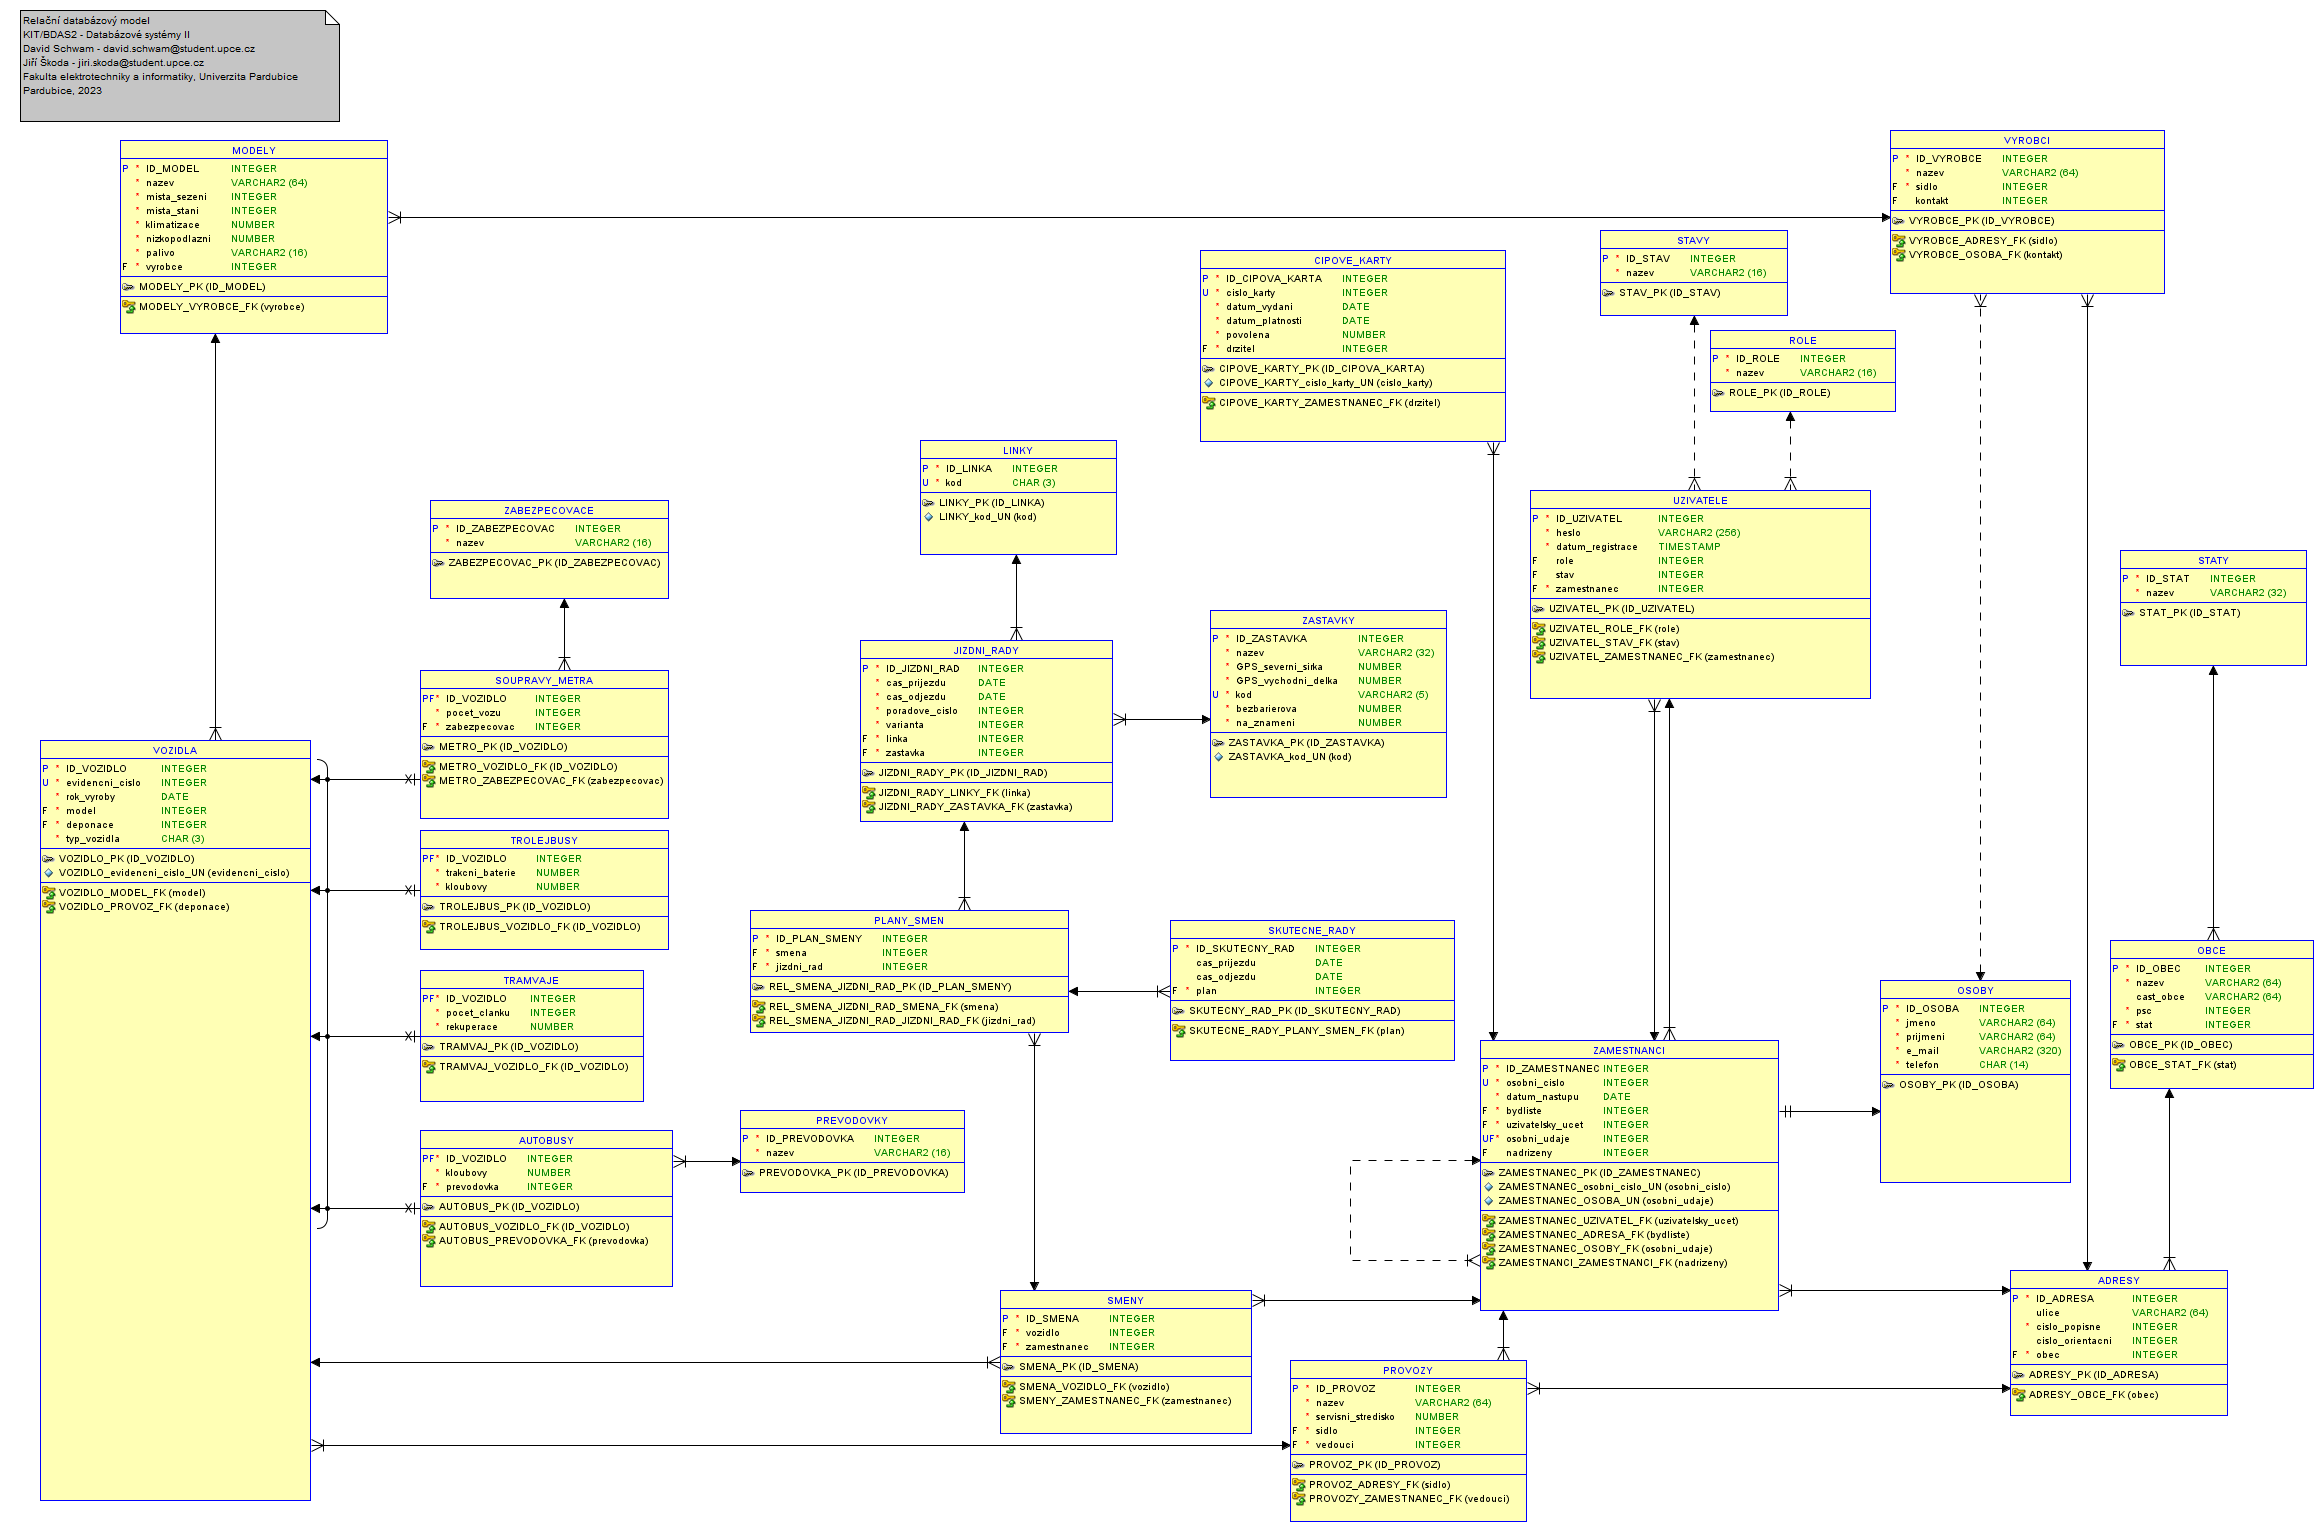 Relační databázový model
KIT/BDAS2 - Databázové systémy II
David Schwam - david.schwam@student.upce.cz
Jiří Škoda - jiri.skoda@student.upce.cz
Fakulta elektrotechniky a informatiky, Univerzita Pardubice
Pardubice, 2023
MODELY
P * ID_MODEL INTEGER
* nazev VARCHAR2 (64)
* mista_sezeni INTEGER
* mista_stani INTEGER
* klimatizace NUMBER
* nizkopodlazni NUMBER
* palivo VARCHAR2 (16)
F * vyrobce INTEGER
MODELY_PK (ID_MODEL)
MODELY_VYROBCE_FK (vyrobce)
VYROBCI
P * ID_VYROBCE INTEGER
* nazev VARCHAR2 (64)
F * sidlo INTEGER
F kontakt INTEGER
VYROBCE_PK (ID_VYROBCE)
VYROBCE_ADRESY_FK (sidlo)
VYROBCE_OSOBA_FK (kontakt)
STAVY
P * ID_STAV INTEGER
* nazev VARCHAR2 (16)
STAV_PK (ID_STAV)
CIPOVE_KARTY
P * ID_CIPOVA_KARTA INTEGER
U * cislo_karty INTEGER
* datum_vydani DATE
* datum_platnosti DATE
* povolena NUMBER
F * drzitel INTEGER
CIPOVE_KARTY_PK (ID_CIPOVA_KARTA)
CIPOVE_KARTY_cislo_karty_UN (cislo_karty)
CIPOVE_KARTY_ZAMESTNANEC_FK (drzitel)
ROLE
P * ID_ROLE INTEGER
* nazev VARCHAR2 (16)
ROLE_PK (ID_ROLE)
LINKY
P * ID_LINKA INTEGER
U * kod CHAR (3)
LINKY_PK (ID_LINKA)
LINKY_kod_UN (kod)
ZABEZPECOVACE
P * ID_ZABEZPECOVAC INTEGER
* nazev VARCHAR2 (16)
ZABEZPECOVAC_PK (ID_ZABEZPECOVAC)
UZIVATELE
P * ID_UZIVATEL INTEGER
* heslo VARCHAR2 (256)
* datum_registrace TIMESTAMP
F role INTEGER
F stav INTEGER
F * zamestnanec INTEGER
UZIVATEL_PK (ID_UZIVATEL)
UZIVATEL_ROLE_FK (role)
UZIVATEL_STAV_FK (stav)
UZIVATEL_ZAMESTNANEC_FK (zamestnanec)
STATY
P * ID_STAT INTEGER
* nazev VARCHAR2 (32)
STAT_PK (ID_STAT)
ZASTAVKY
P * ID_ZASTAVKA INTEGER
* nazev VARCHAR2 (32)
* GPS_severni_sirka NUMBER
* GPS_vychodni_delka NUMBER
U * kod VARCHAR2 (5)
* bezbarierova NUMBER
* na_znameni NUMBER
ZASTAVKA_PK (ID_ZASTAVKA)
ZASTAVKA_kod_UN (kod)
JIZDNI_RADY
P * ID_JIZDNI_RAD INTEGER
* cas_prijezdu DATE
* cas_odjezdu DATE
* poradove_cislo INTEGER
* varianta INTEGER
F * linka INTEGER
F * zastavka INTEGER
JIZDNI_RADY_PK (ID_JIZDNI_RAD)
JIZDNI_RADY_LINKY_FK (linka)
JIZDNI_RADY_ZASTAVKA_FK (zastavka)
SOUPRAVY_METRA
PF* ID_VOZIDLO INTEGER
* pocet_vozu INTEGER
F * zabezpecovac INTEGER
METRO_PK (ID_VOZIDLO)
METRO_VOZIDLO_FK (ID_VOZIDLO)
METRO_ZABEZPECOVAC_FK (zabezpecovac)
VOZIDLA
P * ID_VOZIDLO INTEGER
U * evidencni_cislo INTEGER
* rok_vyroby DATE
F * model INTEGER
F * deponace INTEGER
* typ_vozidla CHAR (3)
VOZIDLO_PK (ID_VOZIDLO)
VOZIDLO_evidencni_cislo_UN (evidencni_cislo)
VOZIDLO_MODEL_FK (model)
VOZIDLO_PROVOZ_FK (deponace)
TROLEJBUSY
PF* ID_VOZIDLO INTEGER
* trakcni_baterie NUMBER
* kloubovy NUMBER
TROLEJBUS_PK (ID_VOZIDLO)
TROLEJBUS_VOZIDLO_FK (ID_VOZIDLO)
PLANY_SMEN
P * ID_PLAN_SMENY INTEGER
F * smena INTEGER
F * jizdni_rad INTEGER
REL_SMENA_JIZDNI_RAD_PK (ID_PLAN_SMENY)
REL_SMENA_JIZDNI_RAD_SMENA_FK (smena)
REL_SMENA_JIZDNI_RAD_JIZDNI_RAD_FK (jizdni_rad)
SKUTECNE_RADY
P * ID_SKUTECNY_RAD INTEGER
cas_prijezdu DATE
cas_odjezdu DATE
F * plan INTEGER
SKUTECNY_RAD_PK (ID_SKUTECNY_RAD)
SKUTECNE_RADY_PLANY_SMEN_FK (plan)
OBCE
P * ID_OBEC INTEGER
* nazev VARCHAR2 (64)
cast_obce VARCHAR2 (64)
* psc INTEGER
F * stat INTEGER
OBCE_PK (ID_OBEC)
OBCE_STAT_FK (stat)
TRAMVAJE
PF* ID_VOZIDLO INTEGER
* pocet_clanku INTEGER
* rekuperace NUMBER
TRAMVAJ_PK (ID_VOZIDLO)
TRAMVAJ_VOZIDLO_FK (ID_VOZIDLO)
OSOBY
P * ID_OSOBA INTEGER
* jmeno VARCHAR2 (64)
* prijmeni VARCHAR2 (64)
* e_mail VARCHAR2 (320)
* telefon CHAR (14)
OSOBY_PK (ID_OSOBA)
ZAMESTNANCI
P * ID_ZAMESTNANEC INTEGER
U * osobni_cislo INTEGER
* datum_nastupu DATE
F * bydliste INTEGER
F * uzivatelsky_ucet INTEGER
UF* osobni_udaje INTEGER
F nadrizeny INTEGER
ZAMESTNANEC_PK (ID_ZAMESTNANEC)
ZAMESTNANEC_osobni_cislo_UN (osobni_cislo)
ZAMESTNANEC_OSOBA_UN (osobni_udaje)
ZAMESTNANEC_UZIVATEL_FK (uzivatelsky_ucet)
ZAMESTNANEC_ADRESA_FK (bydliste)
ZAMESTNANEC_OSOBY_FK (osobni_udaje)
ZAMESTNANCI_ZAMESTNANCI_FK (nadrizeny)
PREVODOVKY
P * ID_PREVODOVKA INTEGER
* nazev VARCHAR2 (16)
PREVODOVKA_PK (ID_PREVODOVKA)
AUTOBUSY
PF* ID_VOZIDLO INTEGER
* kloubovy NUMBER
F * prevodovka INTEGER
AUTOBUS_PK (ID_VOZIDLO)
AUTOBUS_VOZIDLO_FK (ID_VOZIDLO)
AUTOBUS_PREVODOVKA_FK (prevodovka)
ADRESY
P * ID_ADRESA INTEGER
ulice VARCHAR2 (64)
* cislo_popisne INTEGER
cislo_orientacni INTEGER
F * obec INTEGER
ADRESY_PK (ID_ADRESA)
ADRESY_OBCE_FK (obec)
SMENY
P * ID_SMENA INTEGER
F * vozidlo INTEGER
F * zamestnanec INTEGER
SMENA_PK (ID_SMENA)
SMENA_VOZIDLO_FK (vozidlo)
SMENY_ZAMESTNANEC_FK (zamestnanec)
PROVOZY
P * ID_PROVOZ INTEGER
* nazev VARCHAR2 (64)
* servisni_stredisko NUMBER
F * sidlo INTEGER
F * vedouci INTEGER
PROVOZ_PK (ID_PROVOZ)
PROVOZ_ADRESY_FK (sidlo)
PROVOZY_ZAMESTNANEC_FK (vedouci)